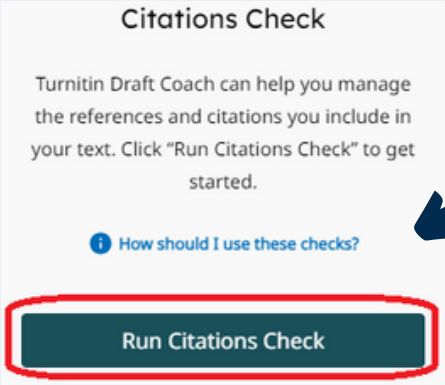 Citations Check
Turnitin Draft Coach can help you manage
the references and citations you include in
your text. Click “Run Citations Check” to get
started.
How should I use these checks?
Run Citations Check